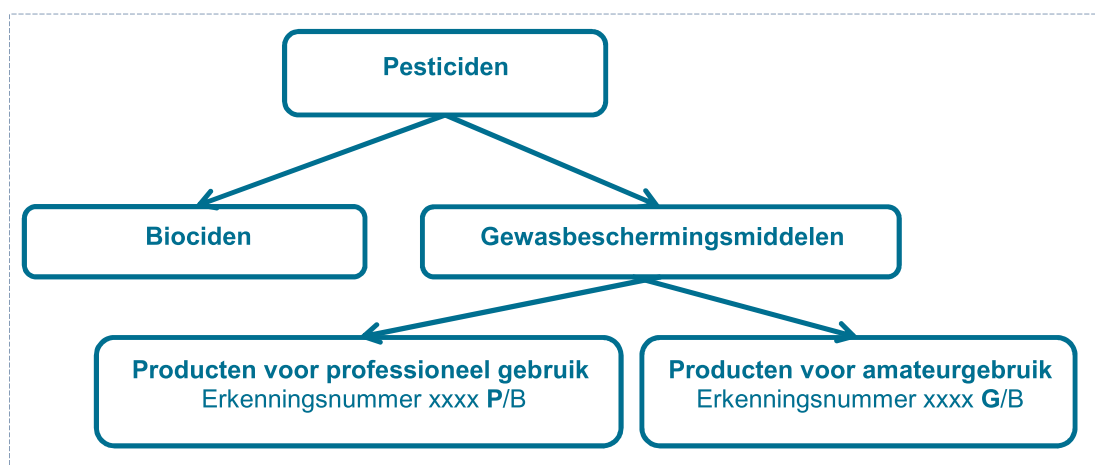 Pesticiden
Biociden
Gewasbeschermingsmiddelen
Producten voor professioneel gebruik
Erkenningsnummer xxxx P/B
Producten voor amateurgebruik
Erkenningsnummer xxxx G/B